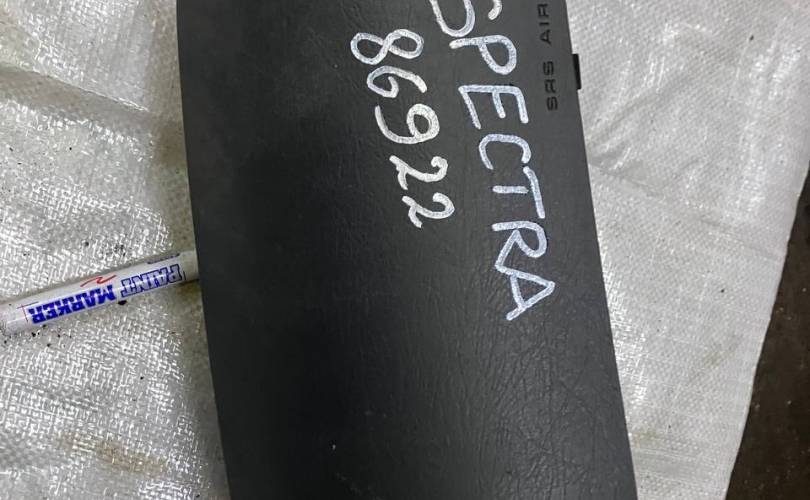 SPECTRA
86922
SRS AIR
PAINT MARKER